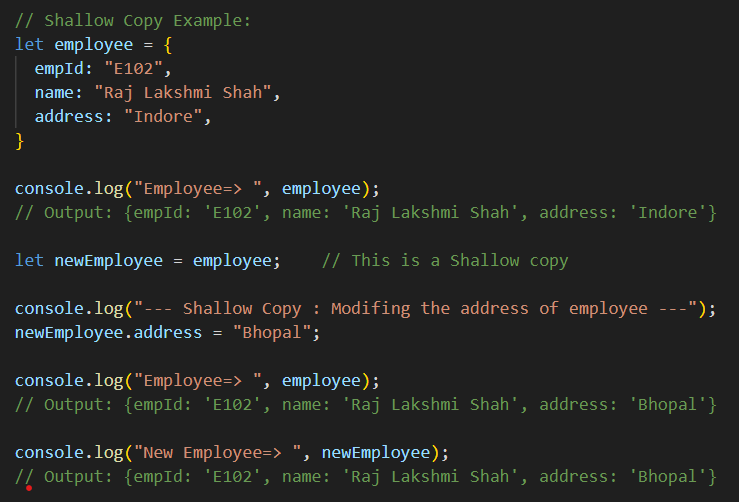 // Shallow Copy Example:
let employee = {
  empId: "E102",
  name: "Raj Lakshmi Shah",
  address: "Indore",
}
console.log("Employee=> ", employee);
// Output: {empId: 'E102', name: 'Raj Lakshmi Shah', address: 'Indore'}
let newEmployee = employee;    // This is a Shallow copy
console.log("--- Shallow Copy : Modifing the address of employee ---");
newEmployee.address = "Bhopal";
console.log("Employee=> ", employee);
// Output: {empId: 'E102', name: 'Raj Lakshmi Shah', address: 'Bhopal'}
console.log("New Employee=> ", newEmployee);
// Output: {empId: 'E102', name: 'Raj Lakshmi Shah', address: 'Bhopal'}